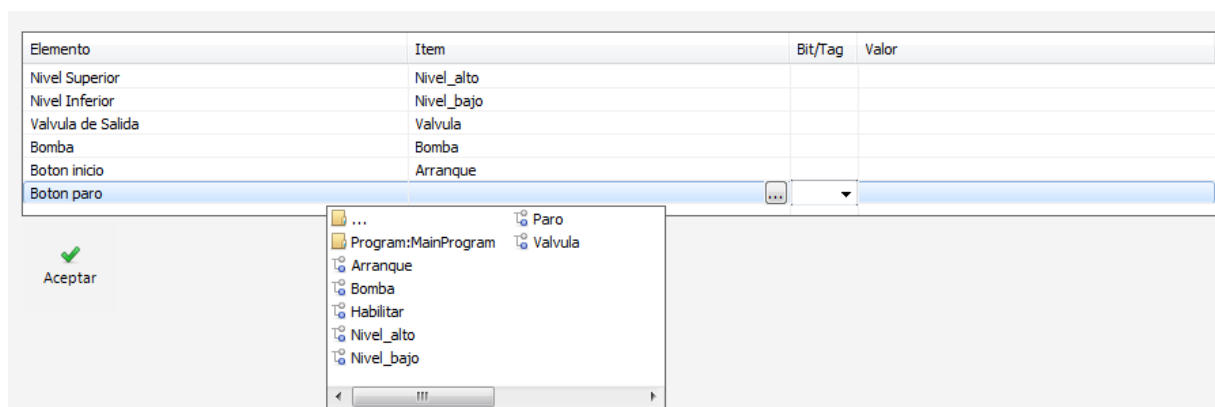 Elemento Item Bit/Tag Valor
Nivel Superior Nivel_alto
Nivel Inferior Nivel_bajo
Valvula de Salida Valvula
Bomba Bomba
Boton inicio Arranque
Boton paro ...
... Paro
Program:MainProgram Valvula
Arranque
Bomba
Habilitar
Nivel_alto
Nivel_bajo
Aceptar